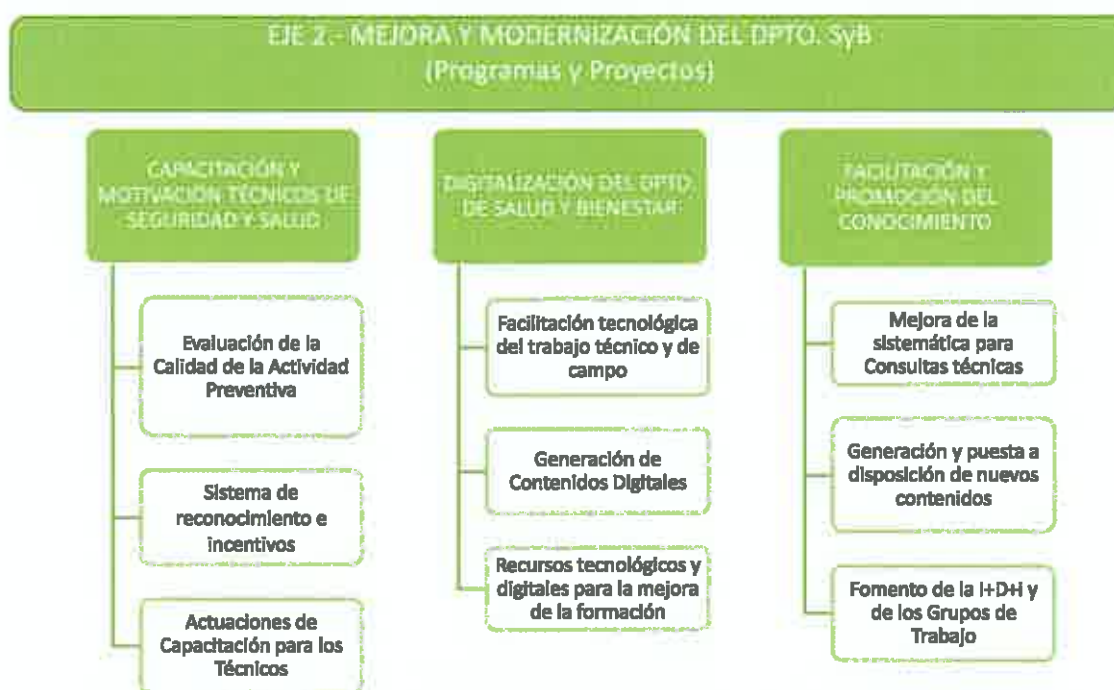 EJE 2.- MEJORA Y MODERNIZACIÓN DEL DPTO. SyB
(Programas y Proyectos)
CAPACITACIÓN Y
MOTIVACIÓN TÉCNICOS DE
SEGURIDAD Y SALUD
Evaluación de la
Calidad de la Actividad
Preventiva
Sistema de
reconocimiento e
incentivos
Actuaciones de
Capacitación para los
Técnicos
DIGITALIZACIÓN DEL DPTO.
DE SALUD Y BIENESTAR
Facilitación tecnológica
del trabajo técnico y de
campo
Generación de
Contenidos Digitales
Recursos tecnológicos y
digitales para la mejora
de la formación
FACILITACIÓN Y
PROMOCIÓN DEL
CONOCIMIENTO
Mejora de la
sistemática para
Consultas técnicas
Generación y puesta a
disposición de nuevos
contenidos
Fomento de la I+D+i y
de los Grupos de
Trabajo